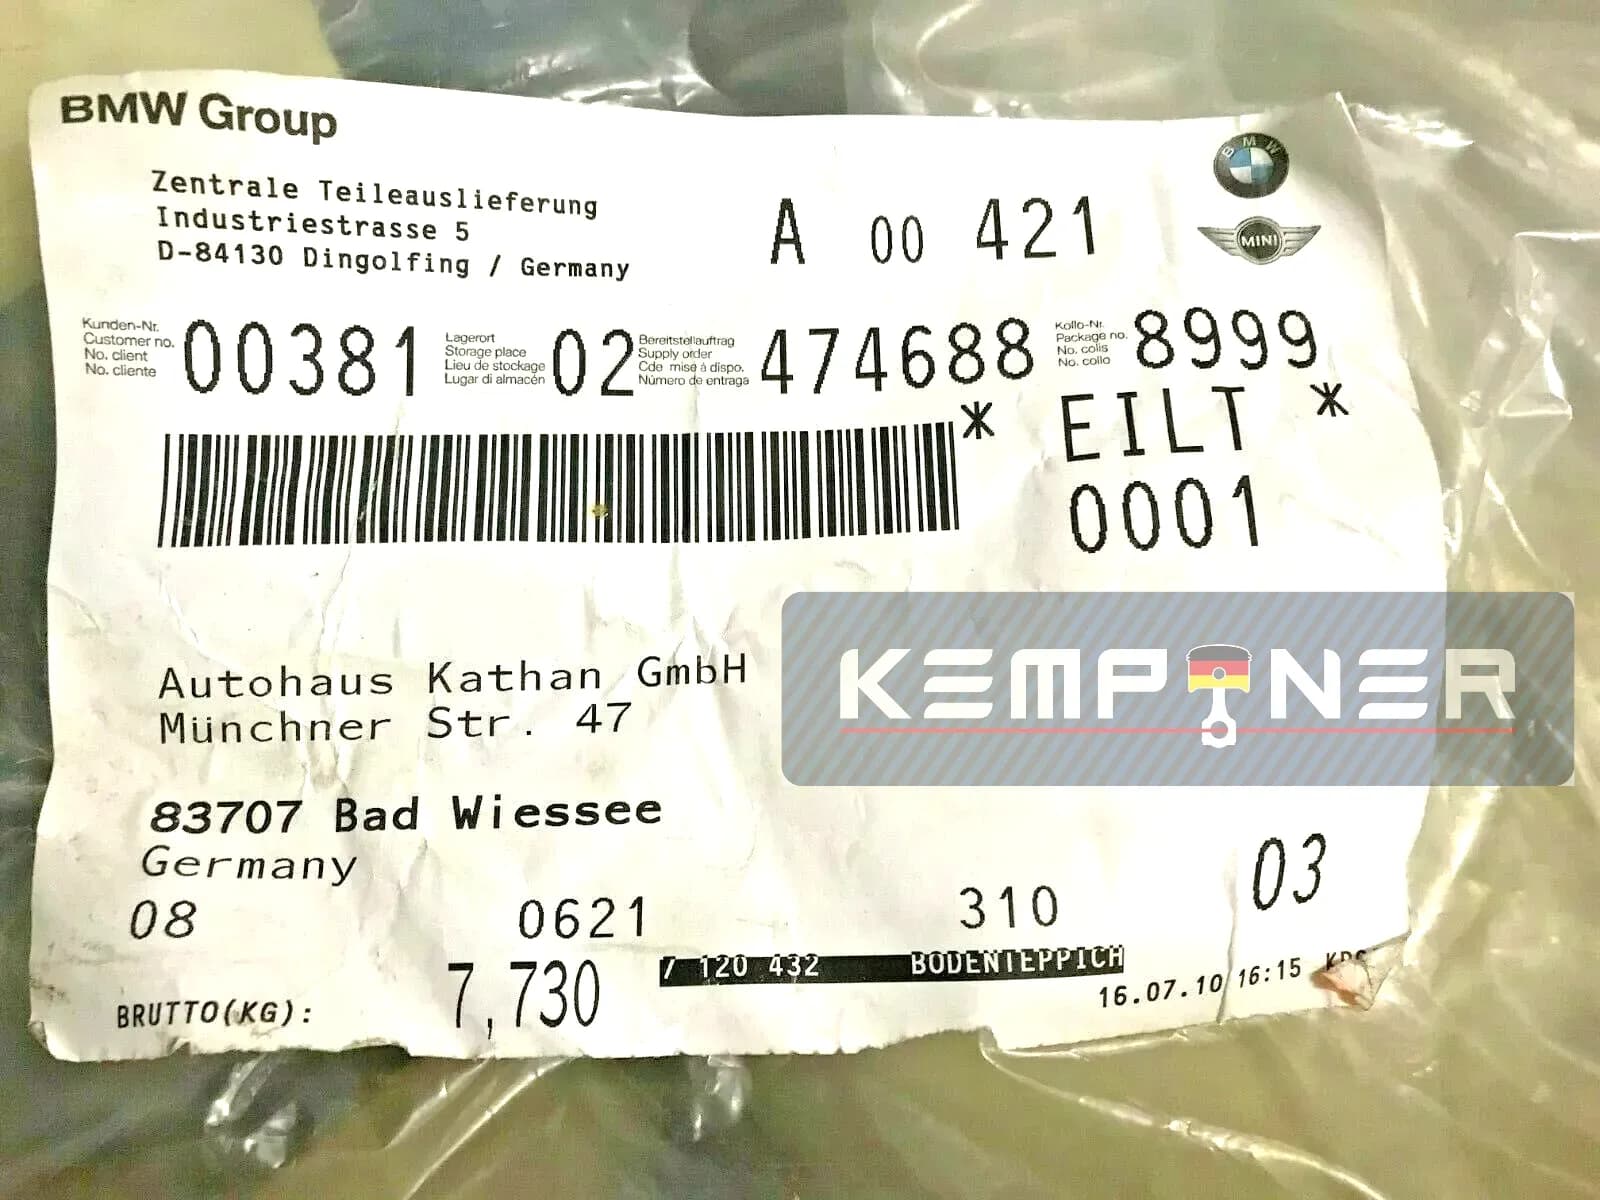 BMW Group
Zentrale Teileauslieferung
Industriestrasse 5
D-84130 Dingolfing / Germany
A 00 421
BMW
MINI
Kunden-Nr.
Customer no.
No. client
No. cliente
00381
Lagerort
Storage place
Lieu de stockage
Lugar di almacén
02
Bereitstellauftrag
Supply order
Cde mise à dispo.
Número de entraga
474688
Kollo-Nr.
Package no.
No. colis
No. collo
8999
* EILT *
0001
Autohaus Kathan GmbH
Münchner Str. 47
KEMPTNER
83707 Bad Wiessee
Germany
08 0621 310 03
BRUTTO(KG): 7,730
7 120 432 BODENTEPPICH
16.07.10 16:15